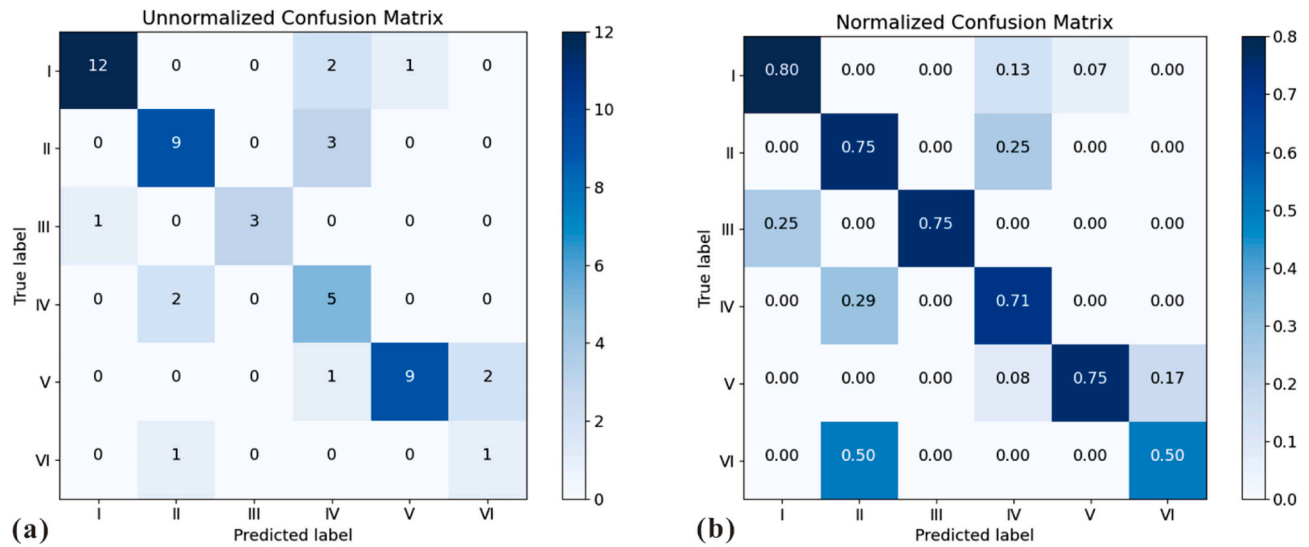 Unnormalized Confusion Matrix
I 12 0 0 2 1 0
II 0 9 0 3 0 0
III 1 0 3 0 0 0
IV 0 2 0 5 0 0
V 0 0 0 1 9 2
VI 0 1 0 0 0 1
I II III IV V VI
True label
Predicted label
12
10
8
6
4
2
0
(a)
Normalized Confusion Matrix
I 0.80 0.00 0.00 0.13 0.07 0.00
II 0.00 0.75 0.00 0.25 0.00 0.00
III 0.25 0.00 0.75 0.00 0.00 0.00
IV 0.00 0.29 0.00 0.71 0.00 0.00
V 0.00 0.00 0.00 0.08 0.75 0.17
VI 0.00 0.50 0.00 0.00 0.00 0.50
I II III IV V VI
True label
Predicted label
0.8
0.7
0.6
0.5
0.4
0.3
0.2
0.1
0.0
(b)